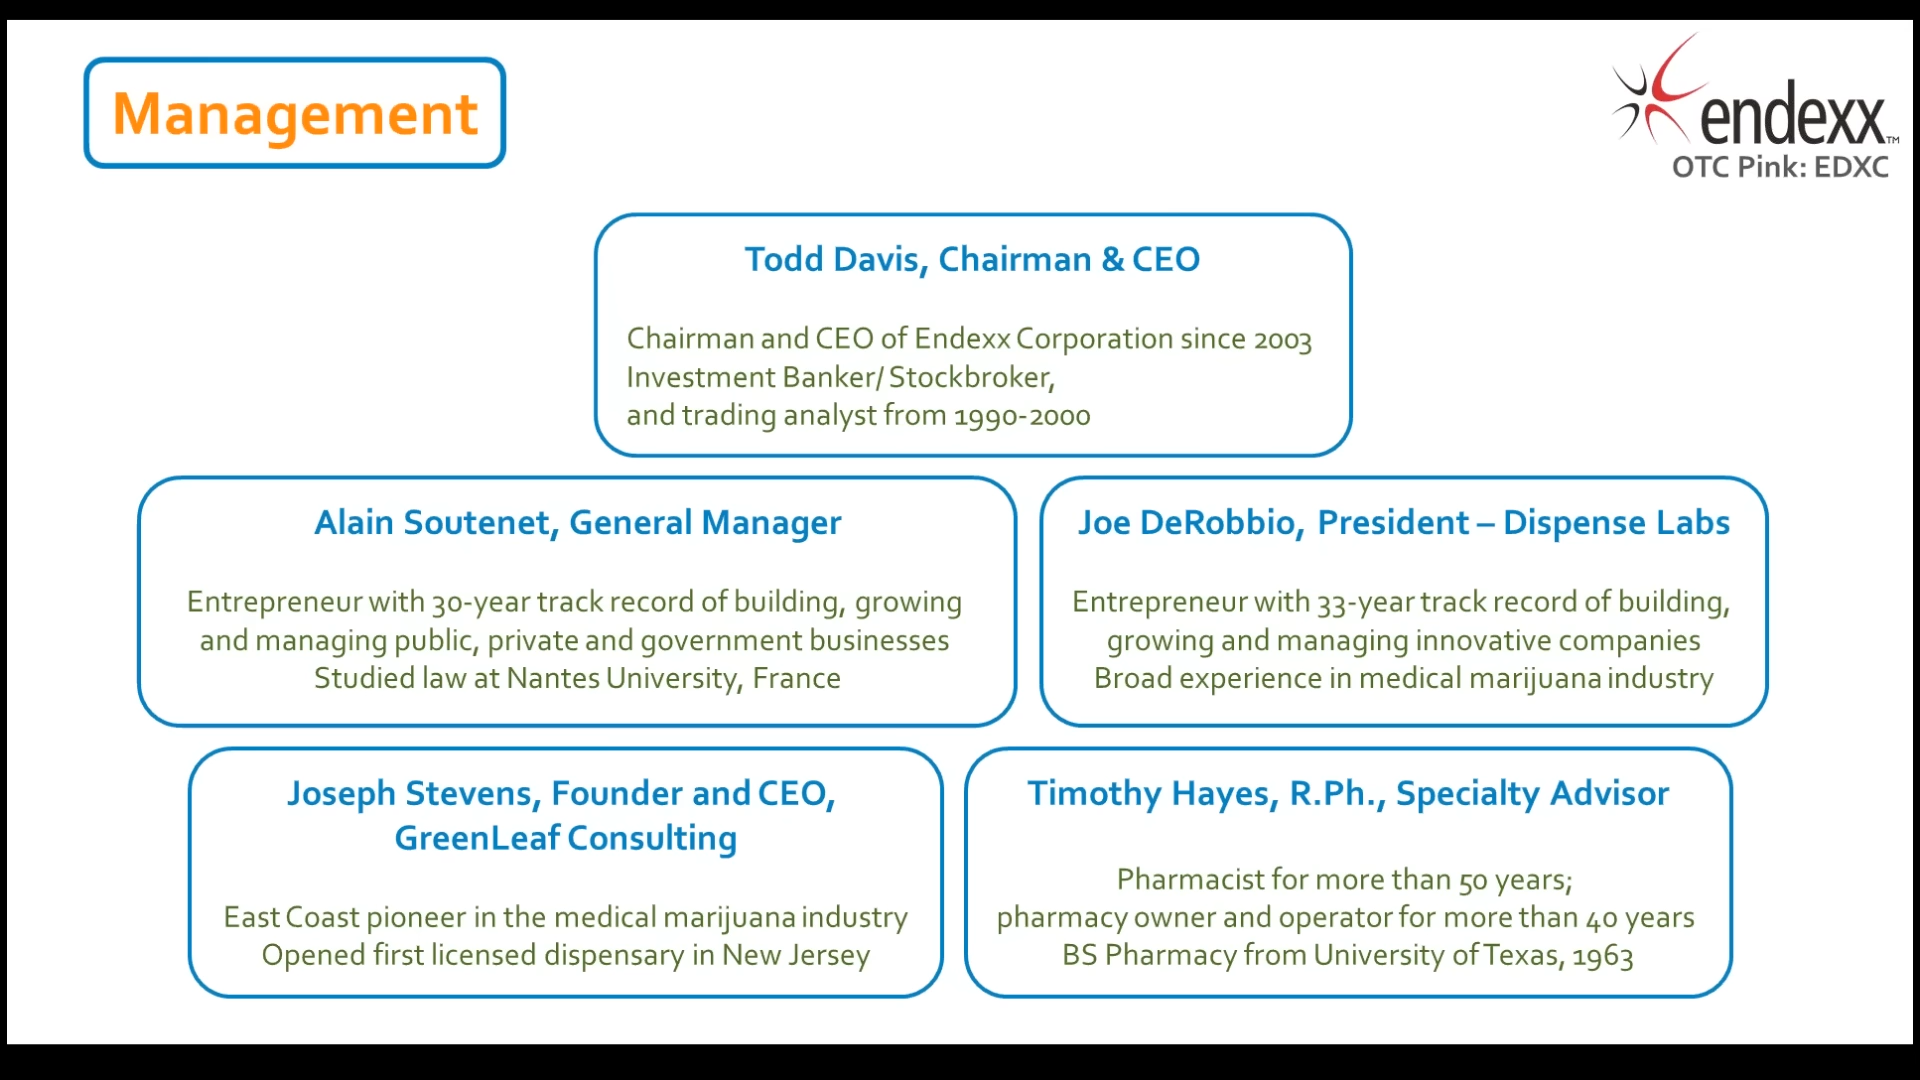 Management
endexx™
OTC Pink: EDXC
Todd Davis, Chairman & CEO
Chairman and CEO of Endexx Corporation since 2003
Investment Banker/ Stockbroker,
and trading analyst from 1990-2000
Alain Soutenet, General Manager
Entrepreneur with 30-year track record of building, growing
and managing public, private and government businesses
Studied law at Nantes University, France
Joe DeRobbio, President – Dispense Labs
Entrepreneur with 33-year track record of building,
growing and managing innovative companies
Broad experience in medical marijuana industry
Joseph Stevens, Founder and CEO,
GreenLeaf Consulting
East Coast pioneer in the medical marijuana industry
Opened first licensed dispensary in New Jersey
Timothy Hayes, R.Ph., Specialty Advisor
Pharmacist for more than 50 years;
pharmacy owner and operator for more than 40 years
BS Pharmacy from University of Texas, 1963